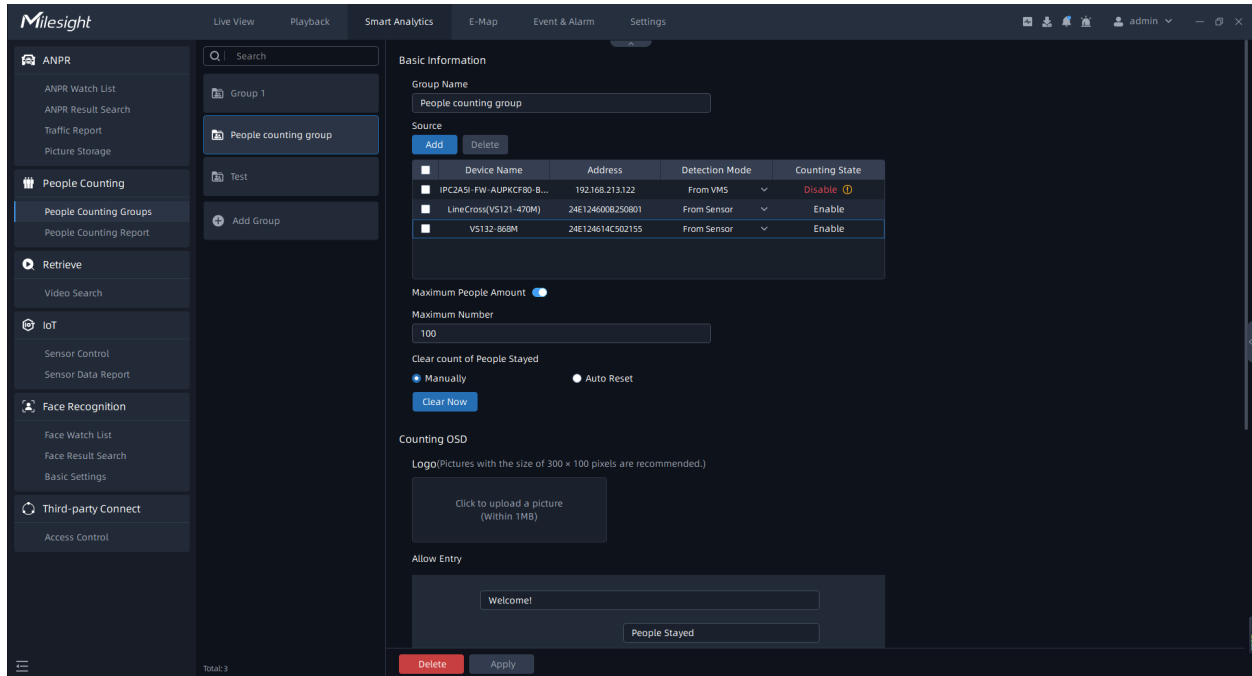 Milesight
Live View
Playback
Smart Analytics
E-Map
Event & Alarm
Settings
admin
ANPR
ANPR Watch List
ANPR Result Search
Traffic Report
Picture Storage
People Counting
People Counting Groups
People Counting Report
Retrieve
Video Search
IoT
Sensor Control
Sensor Data Report
Face Recognition
Face Watch List
Face Result Search
Basic Settings
Third-party Connect
Access Control
Search
Group 1
People counting group
Test
Add Group
Total: 3
Basic Information
Group Name
People counting group
Source
Add Delete
Device Name Address Detection Mode Counting State
IPC2A5I-FW-AUPKCF80-B... 192.168.213.122 From VMS Disable
LineCross(VS121-470M) 24E124600B250801 From Sensor Enable
VS132-868M 24E124614C502155 From Sensor Enable
Maximum People Amount
Maximum Number
100
Clear count of People Stayed
Manually Auto Reset
Clear Now
Counting OSD
Logo(Pictures with the size of 300 × 100 pixels are recommended.)
Click to upload a picture
(Within 1MB)
Allow Entry
Welcome!
People Stayed
Delete Apply